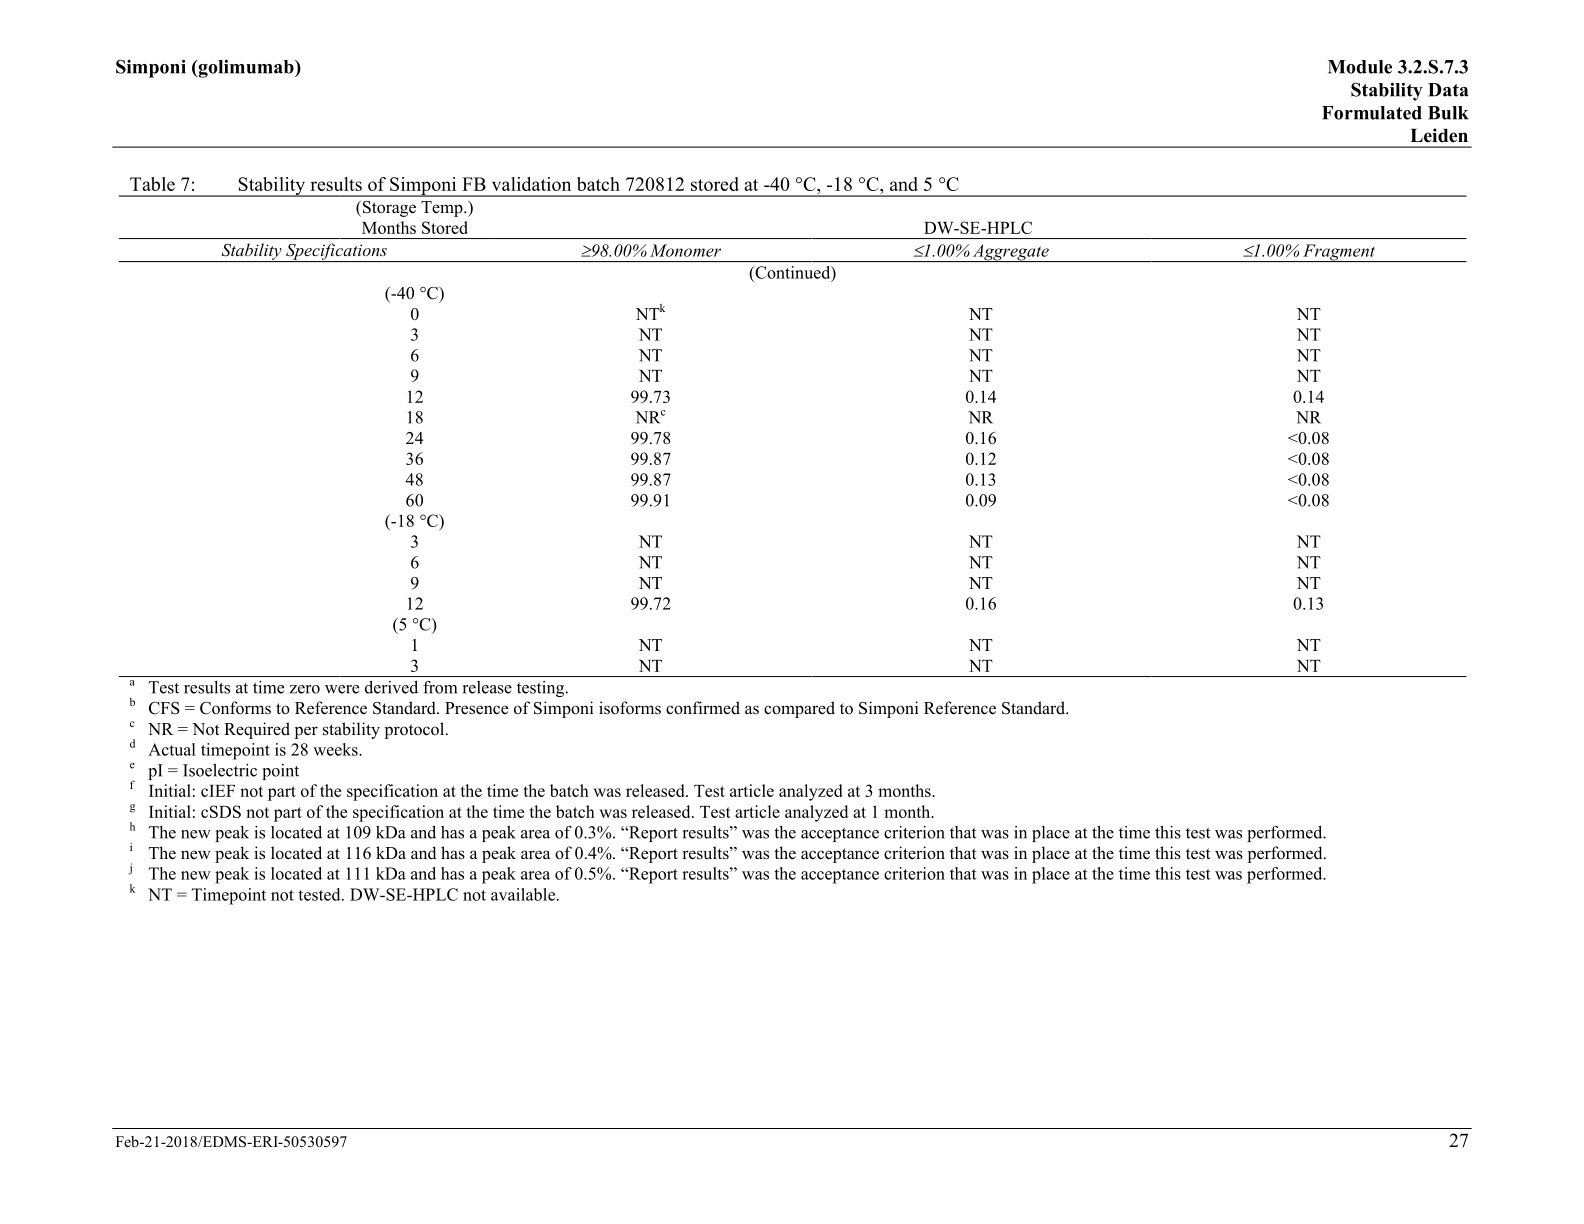 Simponi (golimumab)
Module 3.2.S.7.3
Stability Data
Formulated Bulk
Leiden
Table 7: Stability results of Simponi FB validation batch 720812 stored at -40 °C, -18 °C, and 5 °C
(Storage Temp.)
Months Stored DW-SE-HPLC
Stability Specifications ≥98.00% Monomer ≤1.00% Aggregate ≤1.00% Fragment
(Continued)
(-40 °C)
0 NTᵏ NT NT
3 NT NT NT
6 NT NT NT
9 NT NT NT
12 99.73 0.14 0.14
18 NRᶜ NR NR
24 99.78 0.16 <0.08
36 99.87 0.12 <0.08
48 99.87 0.13 <0.08
60 99.91 0.09 <0.08
(-18 °C)
3 NT NT NT
6 NT NT NT
9 NT NT NT
12 99.72 0.16 0.13
(5 °C)
1 NT NT NT
3 NT NT NT
a Test results at time zero were derived from release testing.
b CFS = Conforms to Reference Standard. Presence of Simponi isoforms confirmed as compared to Simponi Reference Standard.
c NR = Not Required per stability protocol.
d Actual timepoint is 28 weeks.
e pI = Isoelectric point
f Initial: cIEF not part of the specification at the time the batch was released. Test article analyzed at 3 months.
g Initial: cSDS not part of the specification at the time the batch was released. Test article analyzed at 1 month.
h The new peak is located at 109 kDa and has a peak area of 0.3%. “Report results” was the acceptance criterion that was in place at the time this test was performed.
i The new peak is located at 116 kDa and has a peak area of 0.4%. “Report results” was the acceptance criterion that was in place at the time this test was performed.
j The new peak is located at 111 kDa and has a peak area of 0.5%. “Report results” was the acceptance criterion that was in place at the time this test was performed.
k NT = Timepoint not tested. DW-SE-HPLC not available.
Feb-21-2018/EDMS-ERI-50530597 27